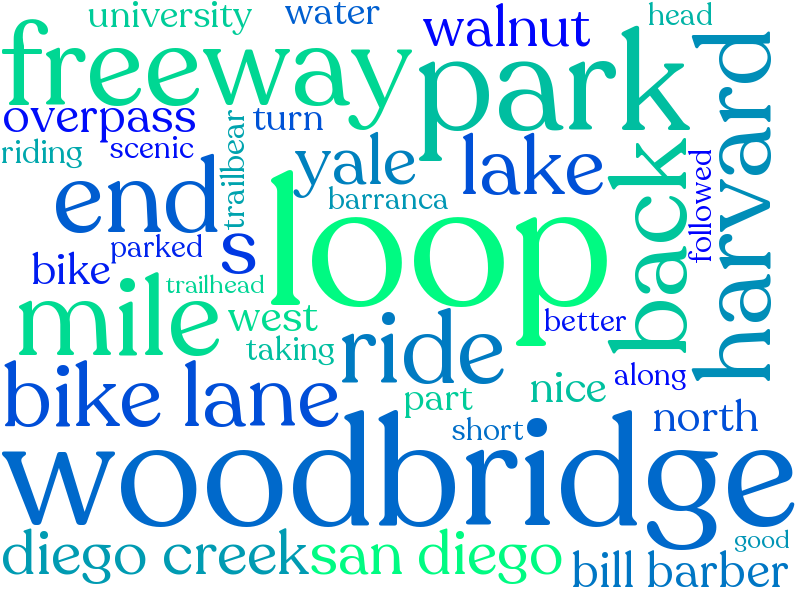 university
water
walnut
head
freeway
park
harvard
overpass
turn
riding
scenic
trailbear
yale
lake
back
followed
end
barranca
loop
s
parked
bike
trailhead
mile
west
better
taking
ride
along
bike lane
part
nice
short
north
woodbridge
good
diego creek
san diego
bill barber